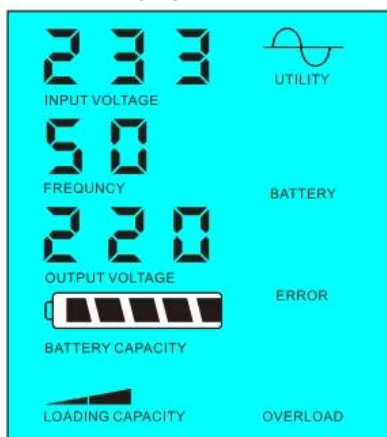 233
INPUT VOLTAGE
UTILITY
50
FREQUNCY
BATTERY
220
OUTPUT VOLTAGE
ERROR
BATTERY CAPACITY
LOADING CAPACITY
OVERLOAD